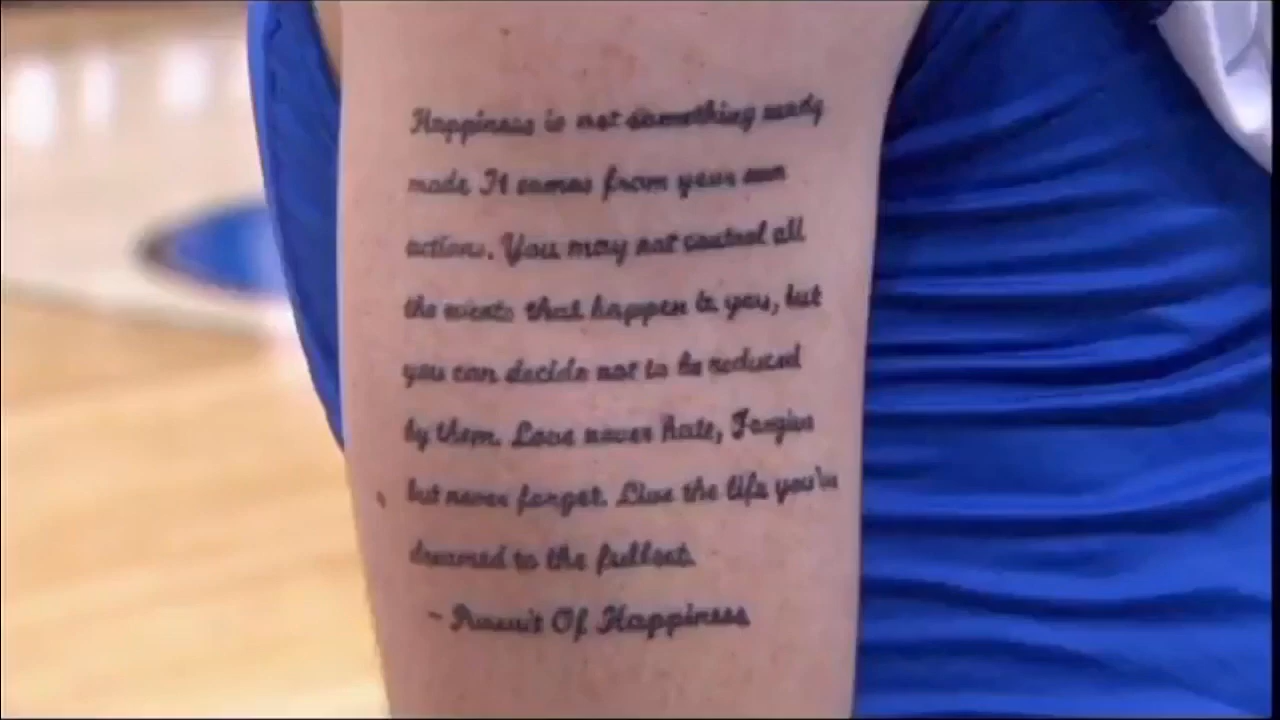 Happiness is not something ready
made It comes from your own
actions. You may not control all
the events that happen to you, but
you can decide not to be reduced
by them. Love never hate, Forgive
but never forget. Live the life you've
dreamed to the fullest.
- Pursuit Of Happiness